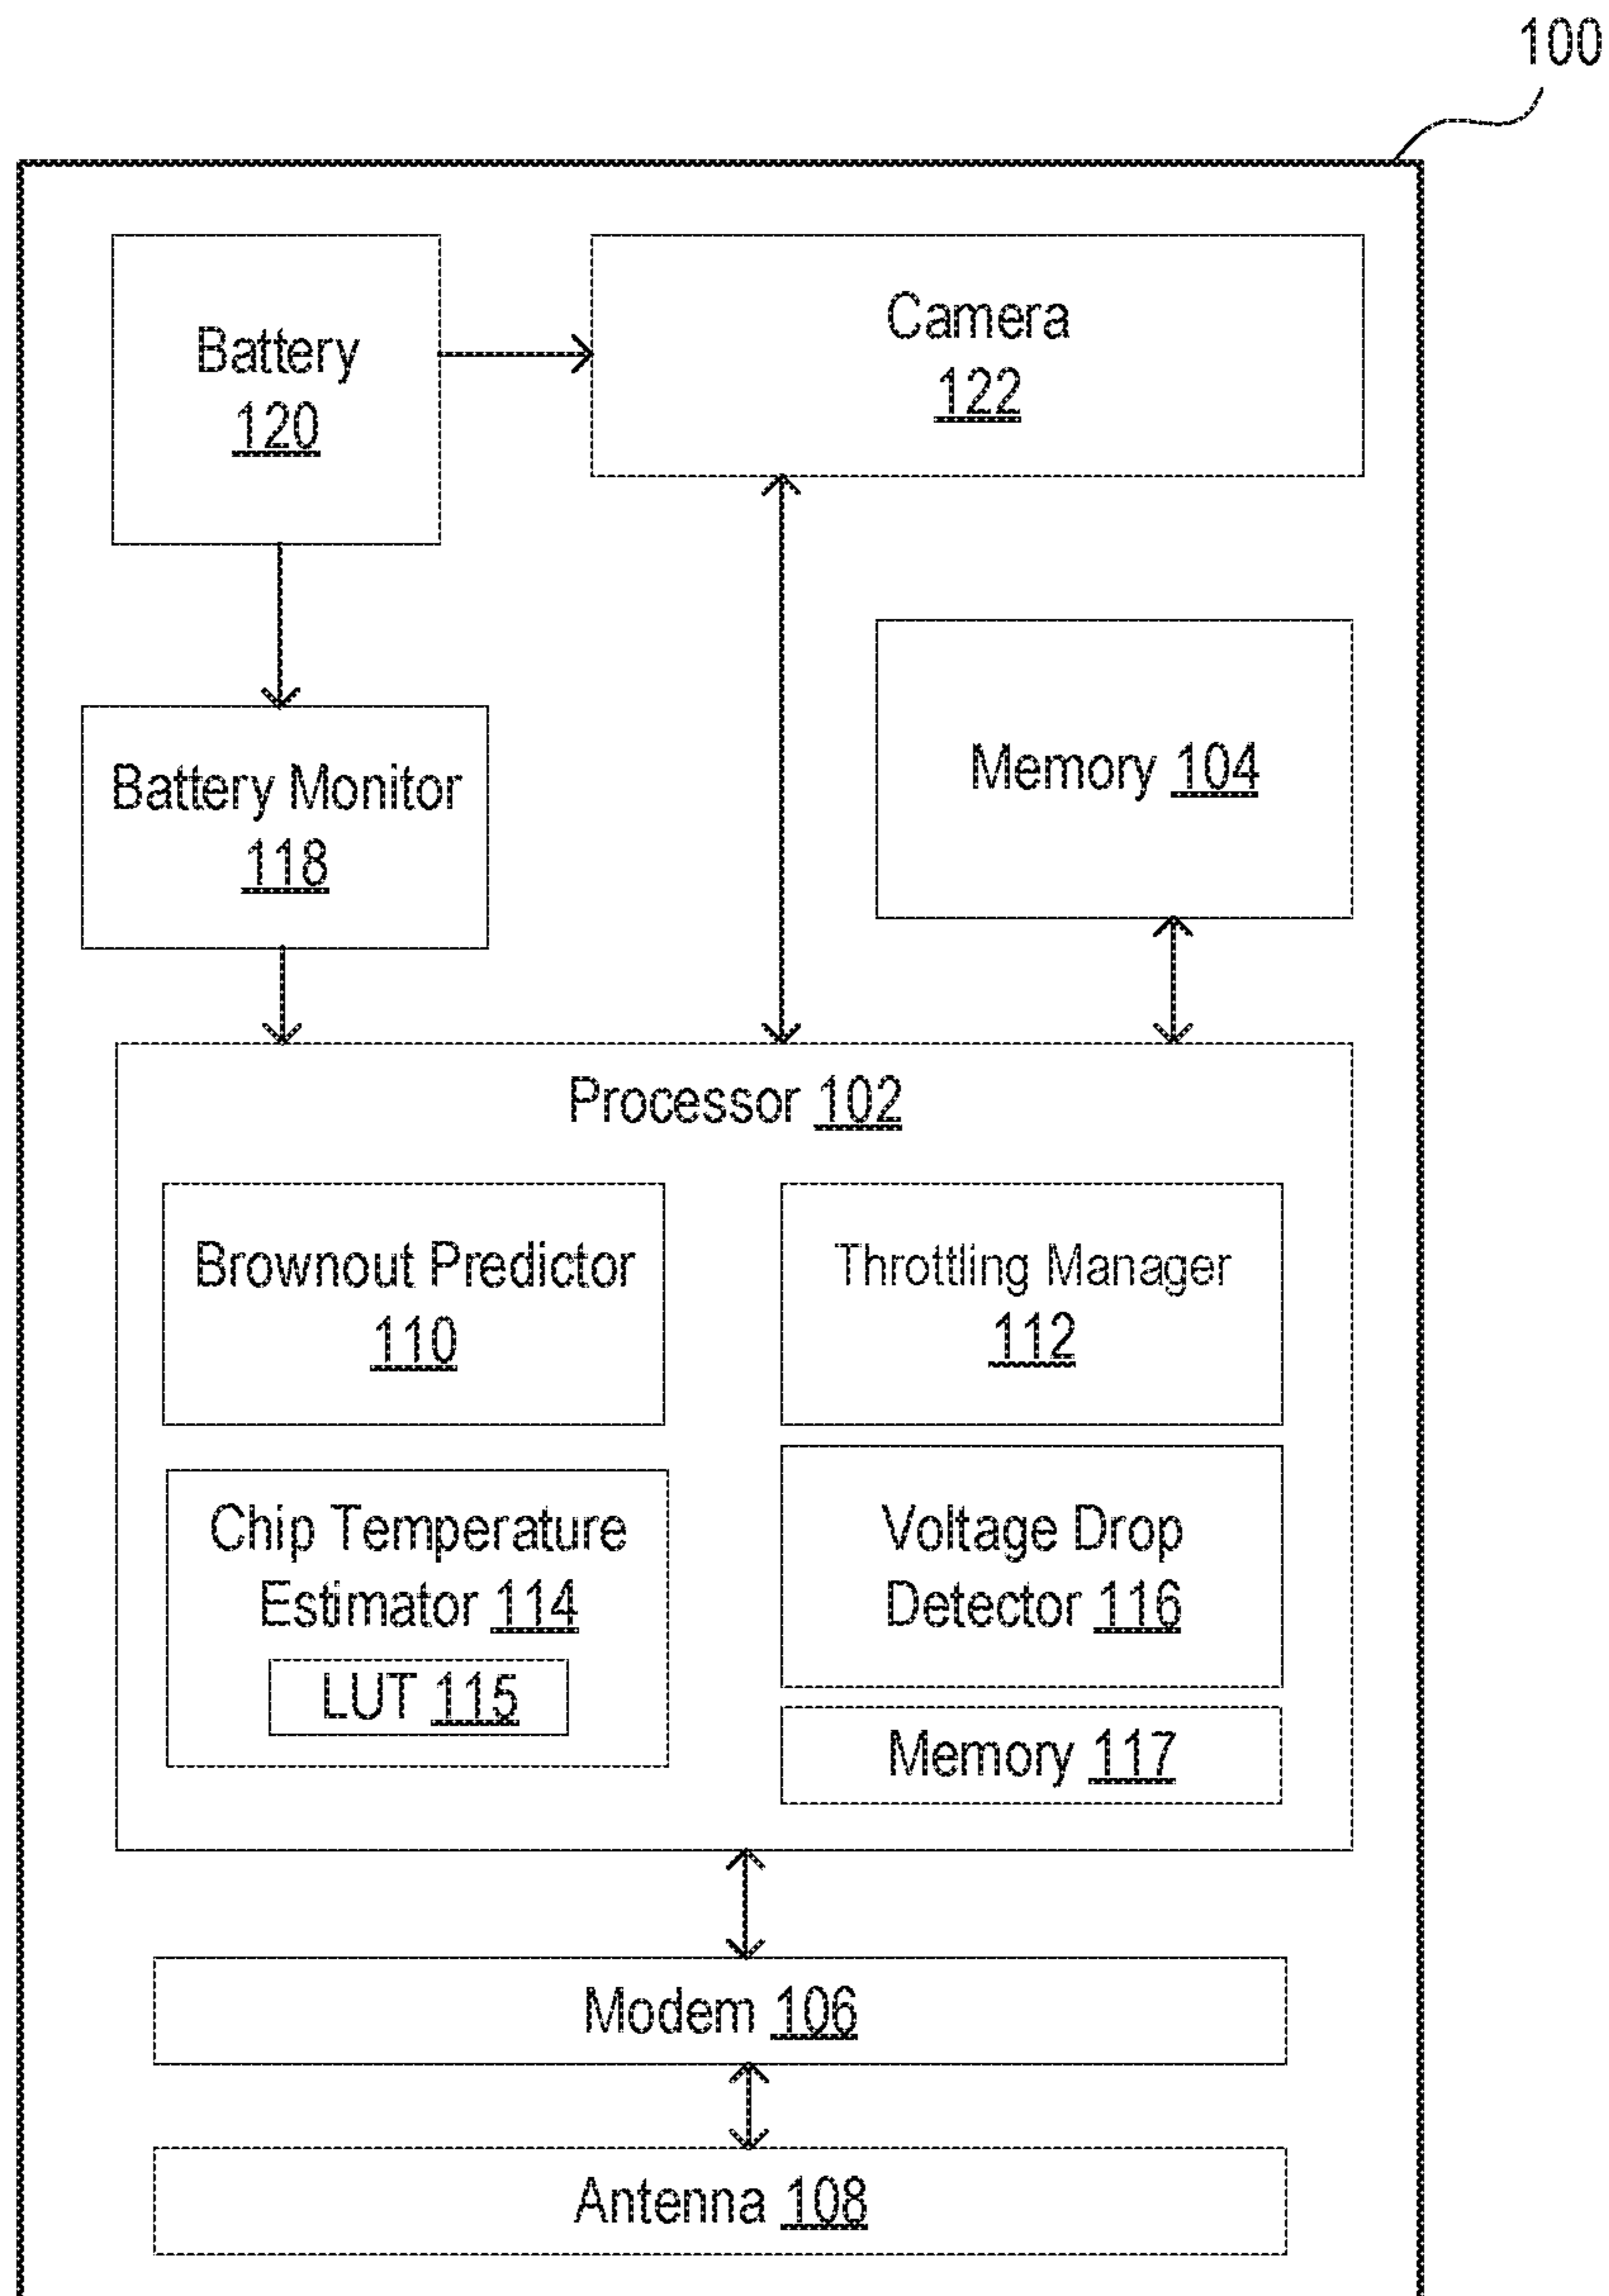 100
Battery
120
Camera
122
Battery Monitor
118
Memory 104
Processor 102
Brownout Predictor
110
Throttling Manager
112
Chip Temperature
Estimator 114
LUT 115
Voltage Drop
Detector 116
Memory 117
Modem 106
Antenna 108